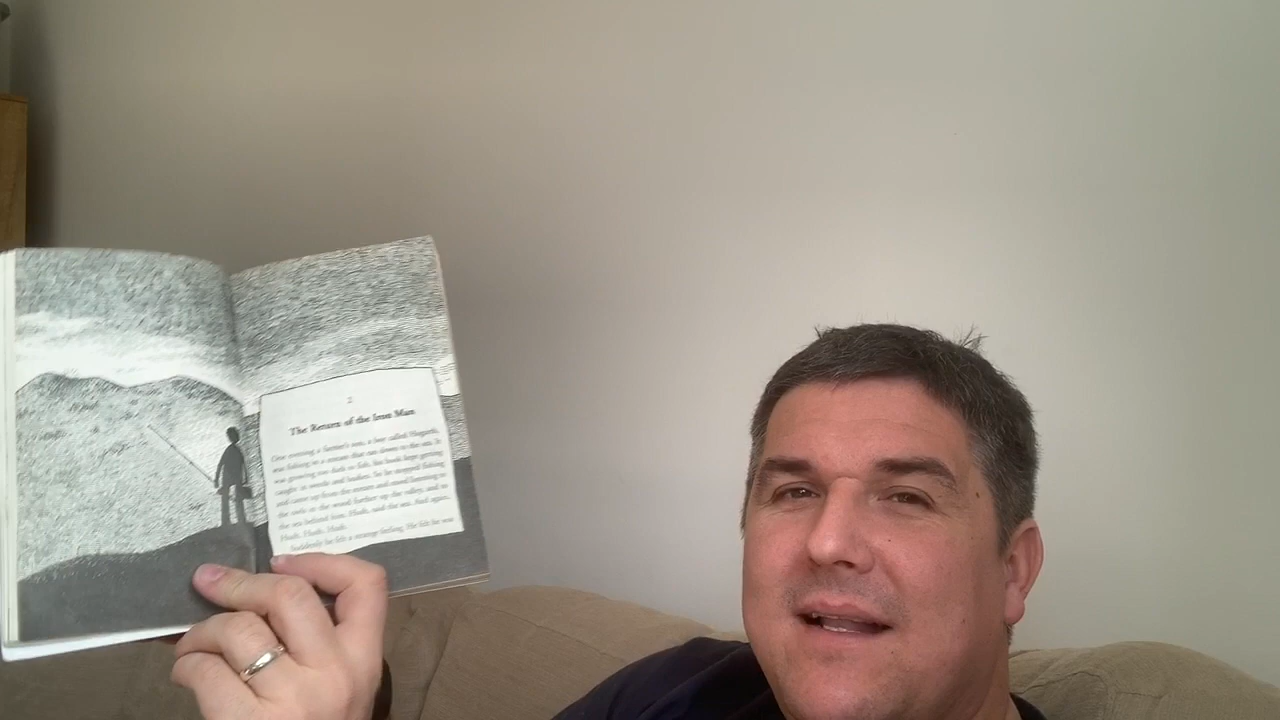 2
The Return of the Iron Man
One evening a farmer's son, a boy called Hogarth,
was fishing in a stream that ran down to the sea. It
was growing too dark to fish, his hook kept getting
caught in weeds and bushes. So he stopped fishing
and came up from the stream and stood listening to
the owls in the wood further up the valley, and to
the sea behind him. Hush, said the sea. And again,
Hush. Hush. Hush.
Suddenly he felt a strange feeling. He felt he was